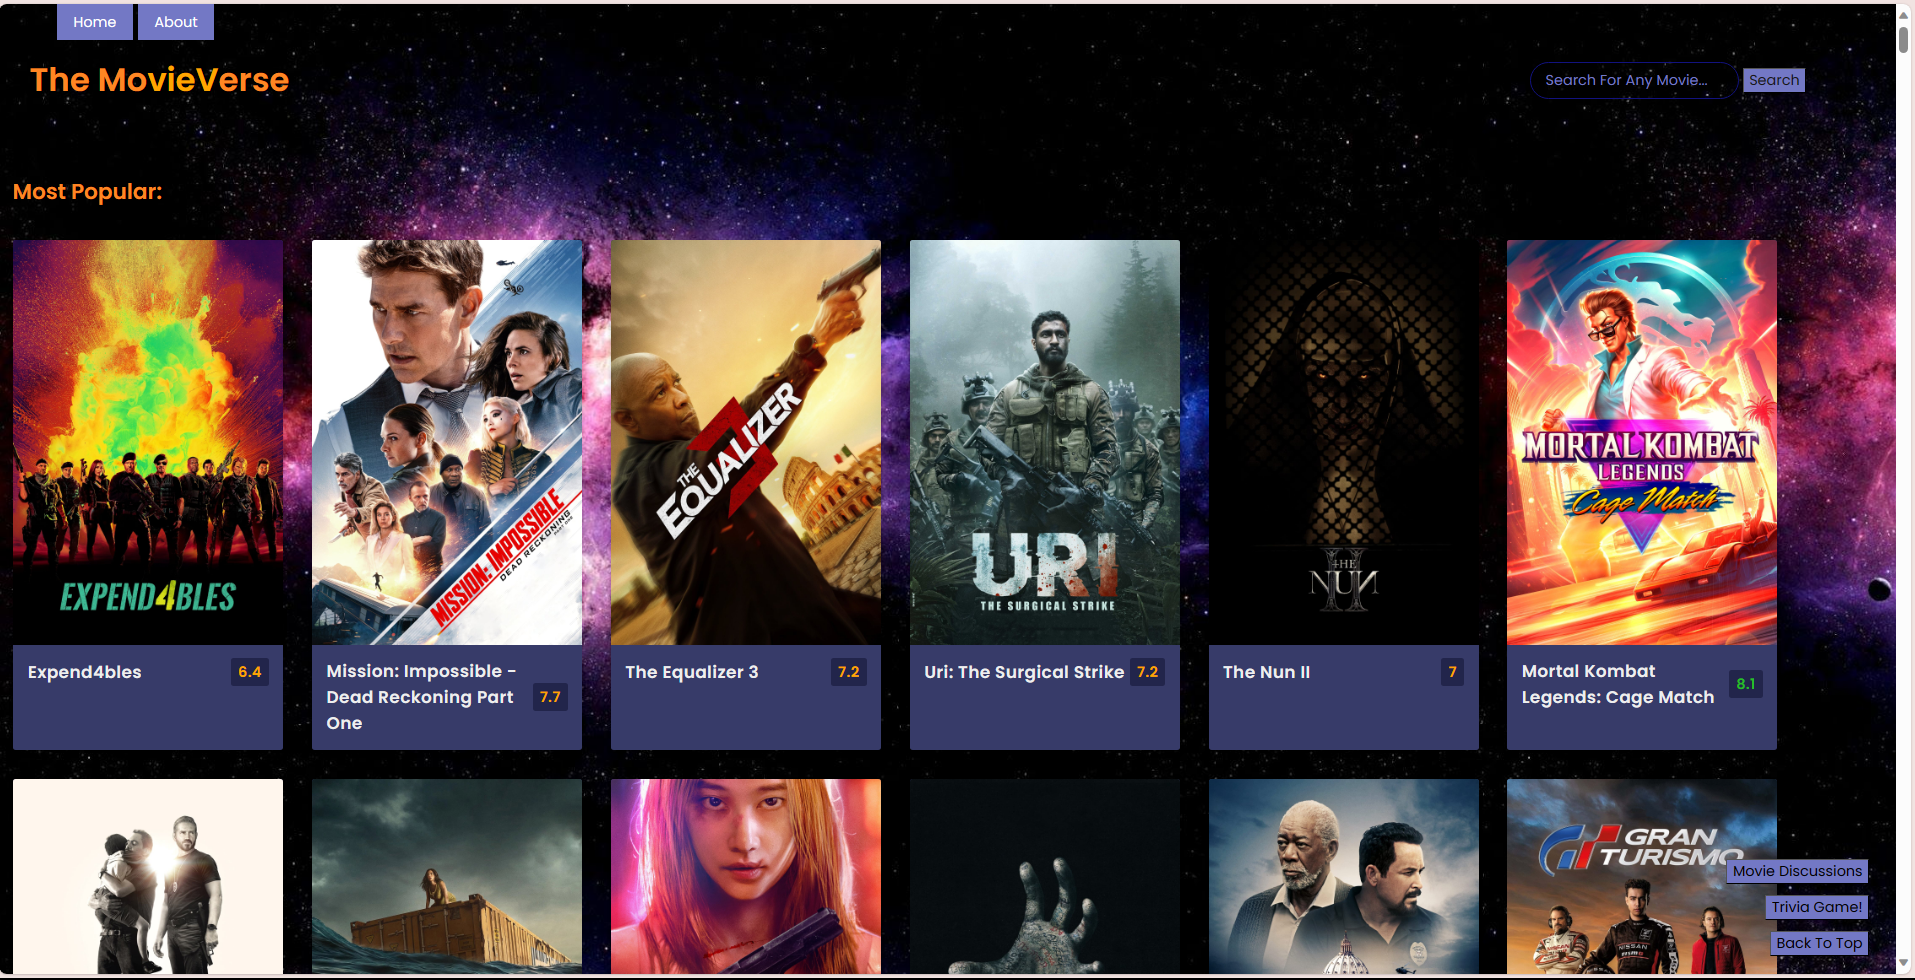 Home About
The MovieVerse
Search For Any Movie... Search
Most Popular:
EXPEND4BLES
MISSION: IMPOSSIBLE
DEAD RECKONING
PART ONE
THE
EQUALIZER
3
URI
THE SURGICAL STRIKE
THE
NUN
II
MORTAL KOMBAT
LEGENDS
Cage Match
Expend4bles 6.4
Mission: Impossible -
Dead Reckoning Part
One
7.7
The Equalizer 3 7.2
Uri: The Surgical Strike 7.2
The Nun II 7
Mortal Kombat
Legends: Cage Match
8.1
GRAN
TURISMO
NISSAN
Movie Discussions
Trivia Game!
Back To Top